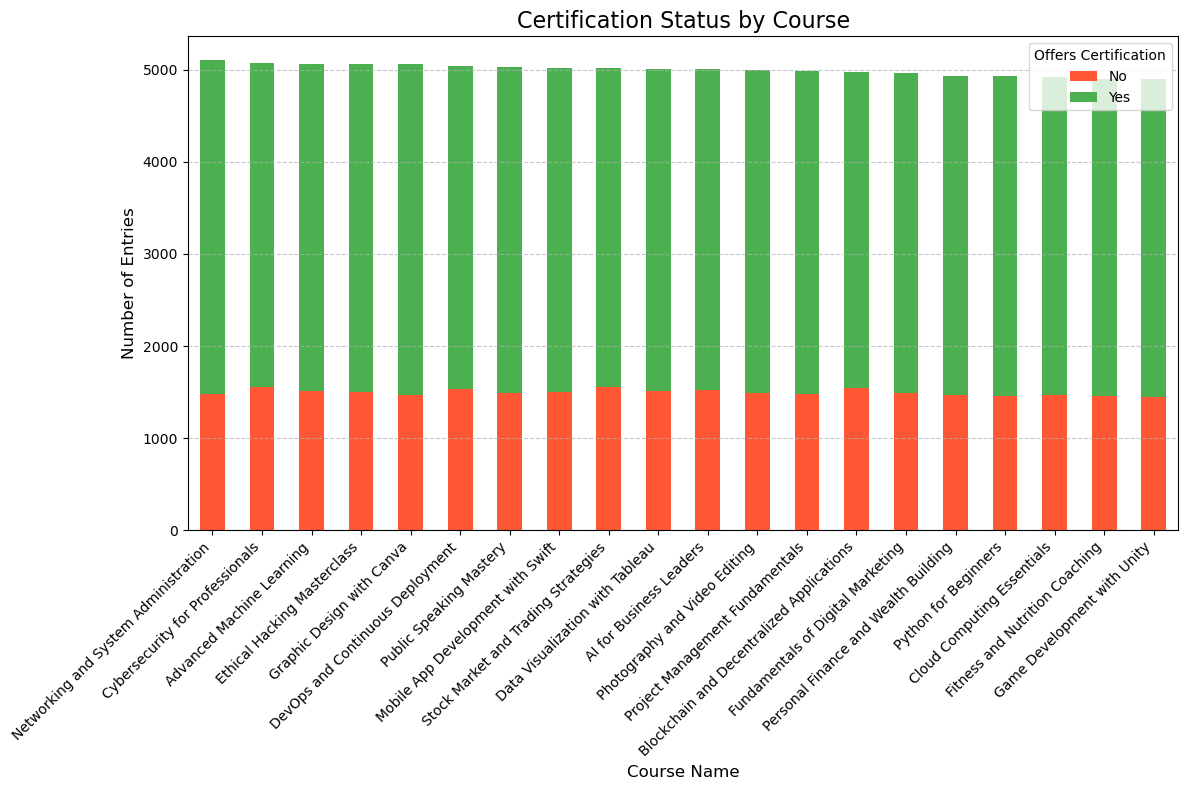 Certification Status by Course
Offers Certification
No
Yes
5000
4000
3000
2000
1000
0
Number of Entries
Networking and System Administration
Cybersecurity for Professionals
Advanced Machine Learning
Ethical Hacking Masterclass
Graphic Design with Canva
DevOps and Continuous Deployment
Public Speaking Mastery
Mobile App Development with Swift
Stock Market and Trading Strategies
Data Visualization with Tableau
AI for Business Leaders
Photography and Video Editing
Project Management Fundamentals
Blockchain and Decentralized Applications
Fundamentals of Digital Marketing
Personal Finance and Wealth Building
Python for Beginners
Cloud Computing Essentials
Fitness and Nutrition Coaching
Game Development with Unity
Course Name